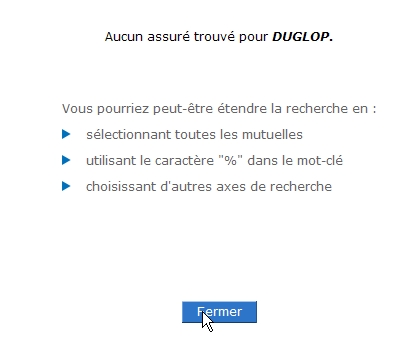 Aucun assuré trouvé pour DUGLOP.
Vous pourriez peut-être étendre la recherche en :
sélectionnant toutes les mutuelles
utilisant le caractère "%" dans le mot-clé
choisissant d'autres axes de recherche
Fermer